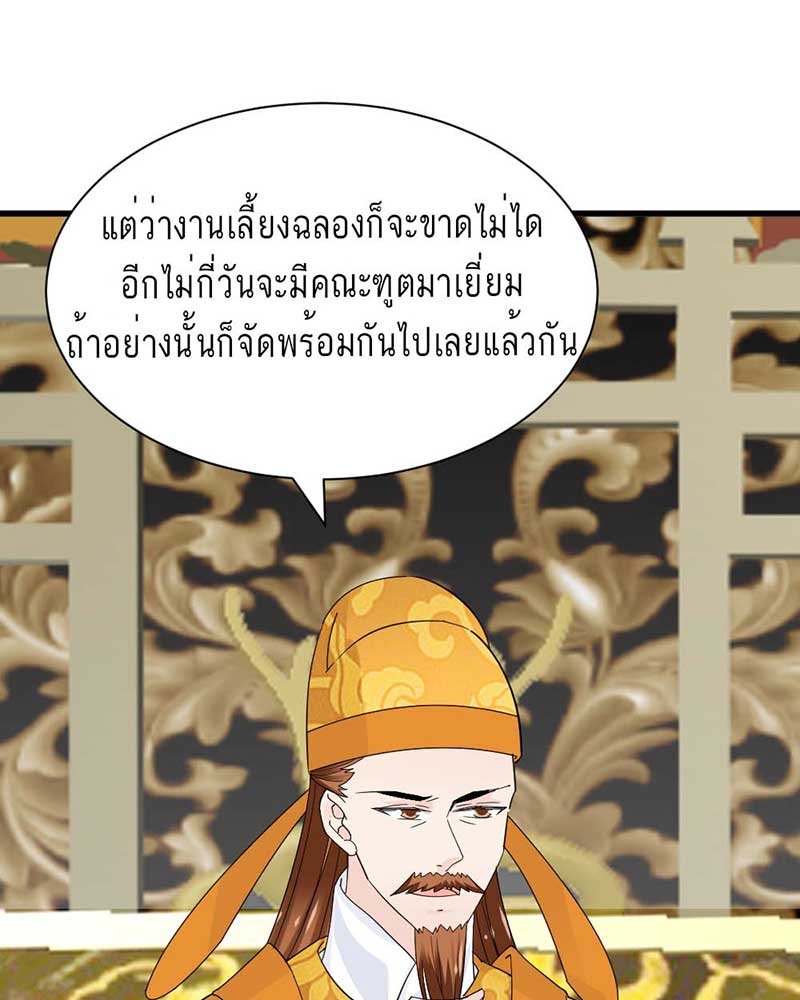 แต่ว่างานเลี้ยงฉลองก็จะขาดไม่ได
อีกไม่กี่วันจะมีคณะฑูตมาเยี่ยม
ถ้าอย่างนั้นก็จัดพร้อมกันไปเลยแล้วกัน